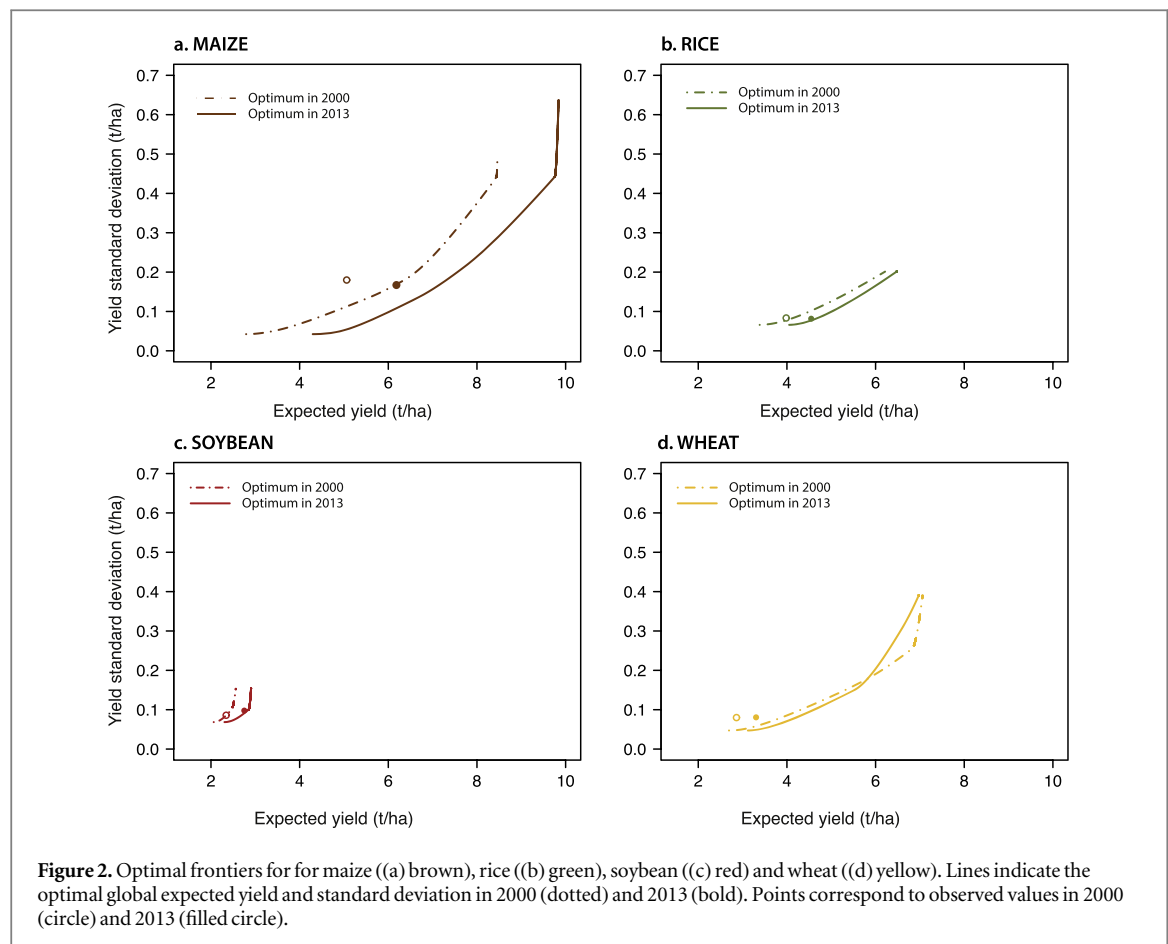 a. MAIZE
Yield standard deviation (t/ha)
0.7
0.6
0.5
0.4
0.3
0.2
0.1
0.0
Optimum in 2000
Optimum in 2013
2 4 6 8 10
Expected yield (t/ha)
b. RICE
0.7
0.6
0.5
0.4
0.3
0.2
0.1
0.0
Optimum in 2000
Optimum in 2013
2 4 6 8 10
Expected yield (t/ha)
c. SOYBEAN
Yield standard deviation (t/ha)
0.7
0.6
0.5
0.4
0.3
0.2
0.1
0.0
Optimum in 2000
Optimum in 2013
2 4 6 8 10
Expected yield (t/ha)
d. WHEAT
0.7
0.6
0.5
0.4
0.3
0.2
0.1
0.0
Optimum in 2000
Optimum in 2013
2 4 6 8 10
Expected yield (t/ha)
Figure 2. Optimal frontiers for for maize ((a) brown), rice ((b) green), soybean ((c) red) and wheat ((d) yellow). Lines indicate the
optimal global expected yield and standard deviation in 2000 (dotted) and 2013 (bold). Points correspond to observed values in 2000
(circle) and 2013 (filled circle).